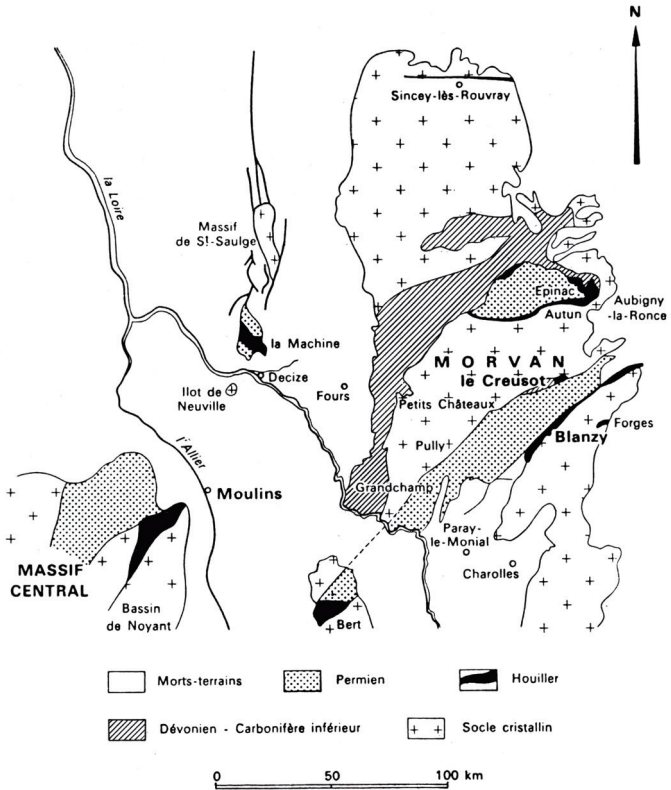 N
Sincey-lès-Rouvray
la Loire
Massif
de St-Saulge
Epinac
Autun
Aubigny
-la-Ronce
la Machine
MORVAN
le Creusot
Decize
Ilot de
Neuville
Fours
Petits Châteaux
Forges
Blanzy
Pully
l'Allier
Moulins
Grandchamp
Paray-
le-Monial
Charolles
MASSIF
CENTRAL
Bassin
de Noyant
Bert
Morts-terrains
Permien
Houiller
Dévonien - Carbonifère inférieur
Socle cristallin
0 50 100 km